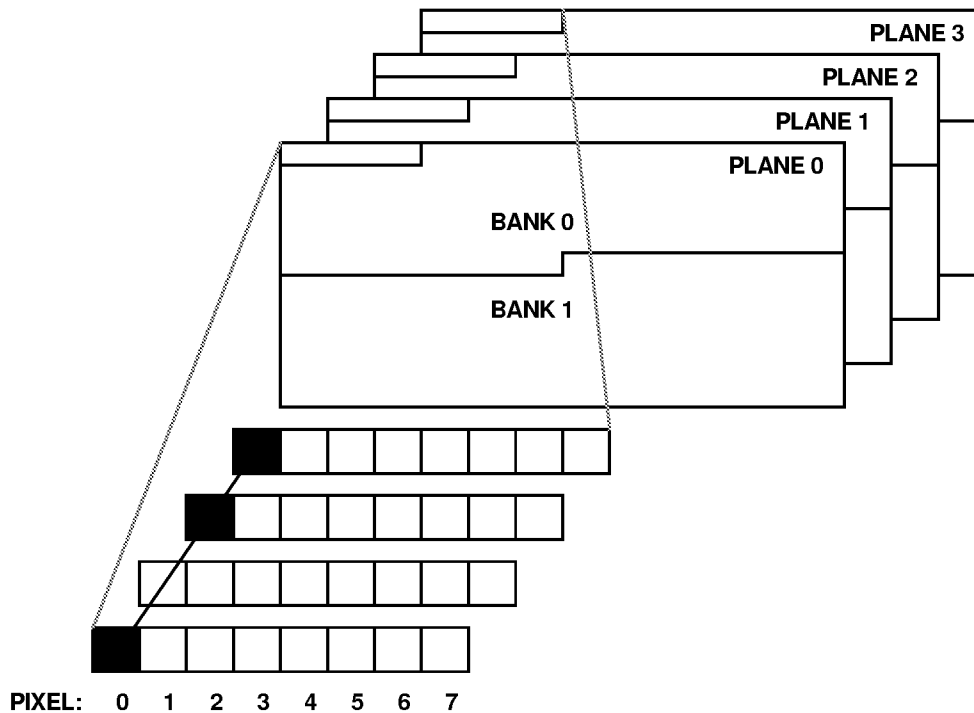 PLANE 3
PLANE 2
PLANE 1
PLANE 0
BANK 0
BANK 1
PIXEL: 0 1 2 3 4 5 6 7